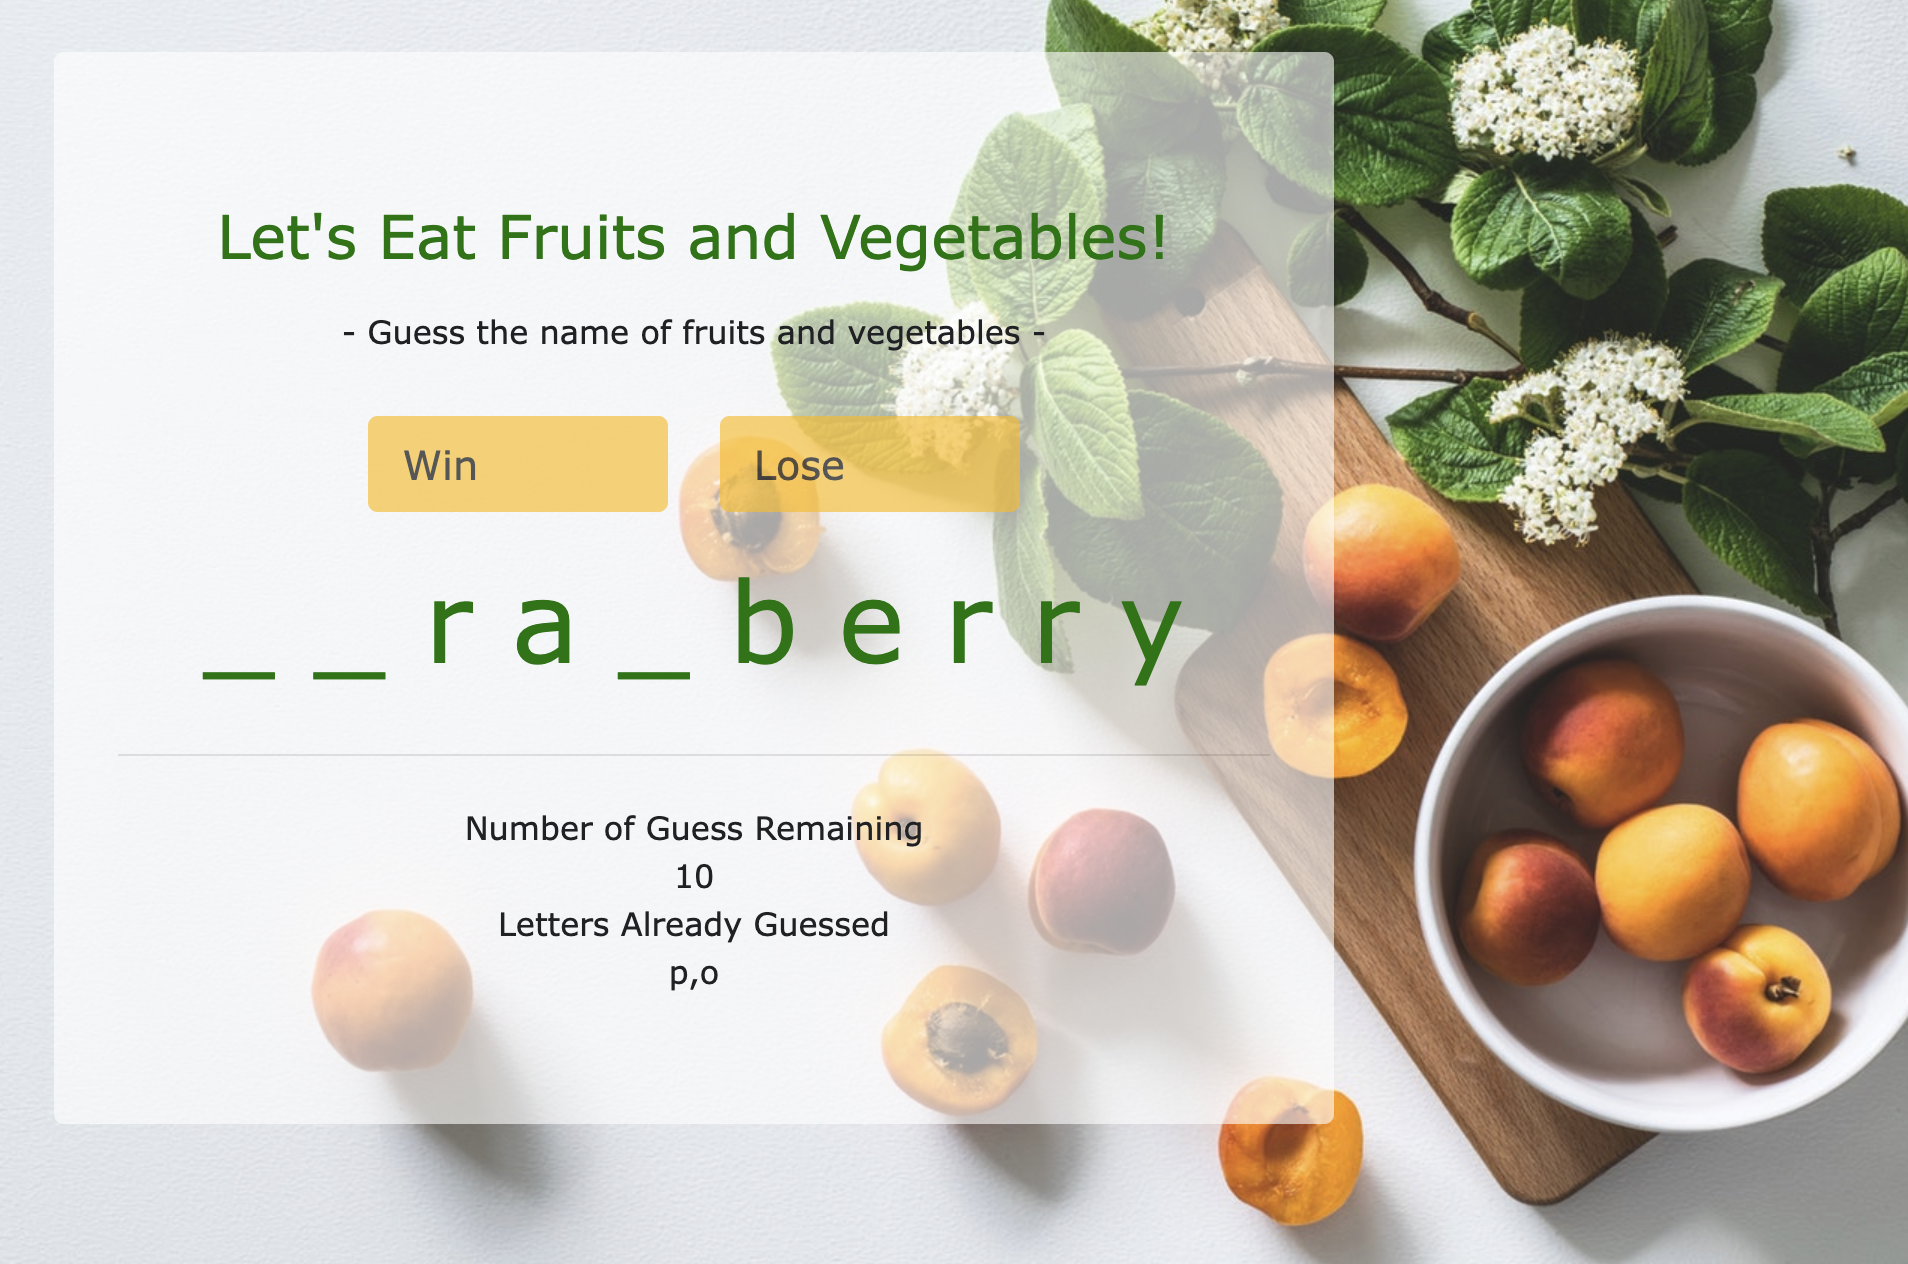 Let's Eat Fruits and Vegetables!
- Guess the name of fruits and vegetables -
Win
Lose
_ _ r a _ b e r r y
Number of Guess Remaining
10
Letters Already Guessed
p,o